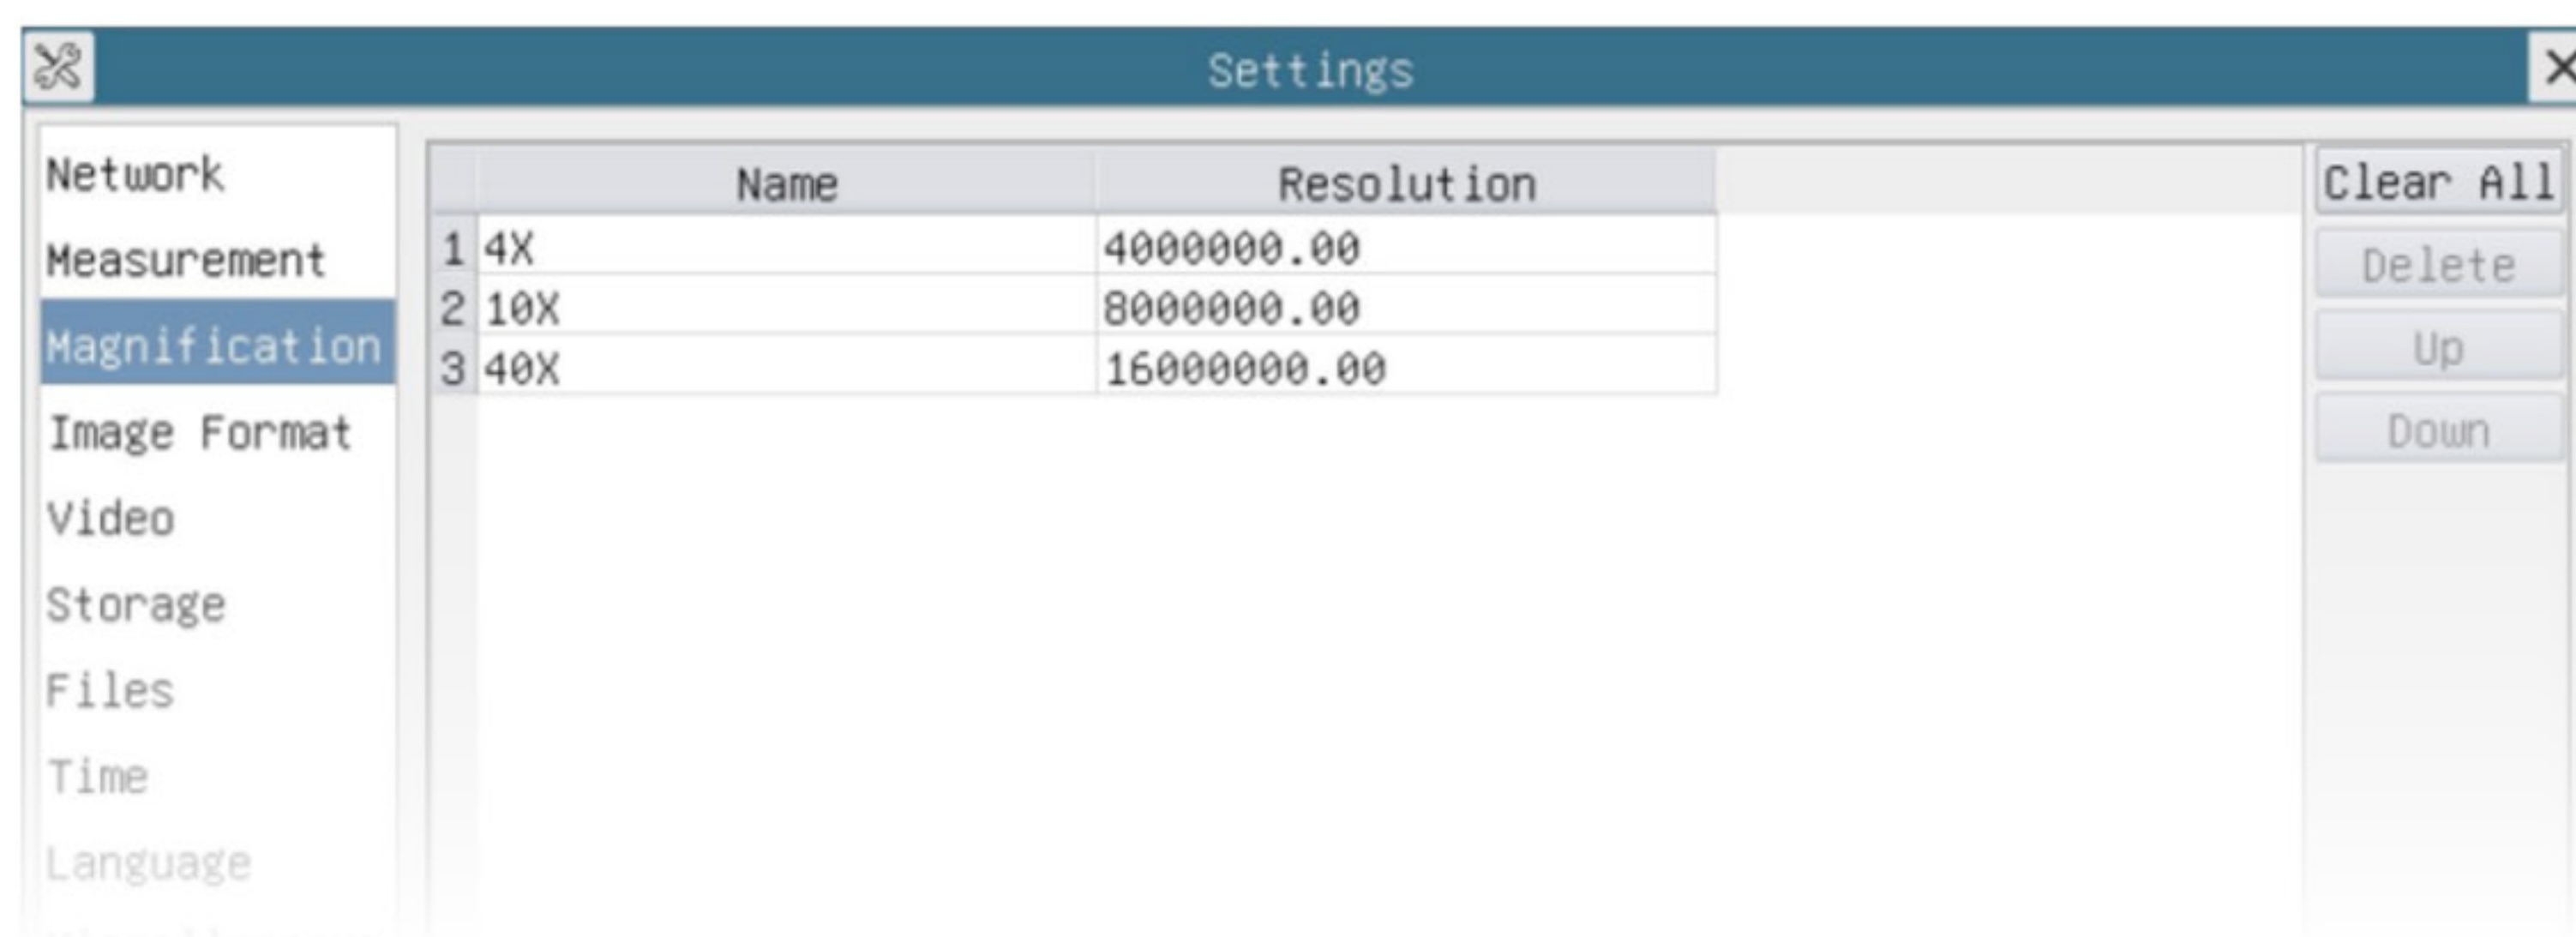 Settings
Network
Measurement
Magnification
Image Format
Video
Storage
Files
Time
Language
Name Resolution
1 4X 4000000.00
2 10X 8000000.00
3 40X 16000000.00
Clear All
Delete
Up
Down